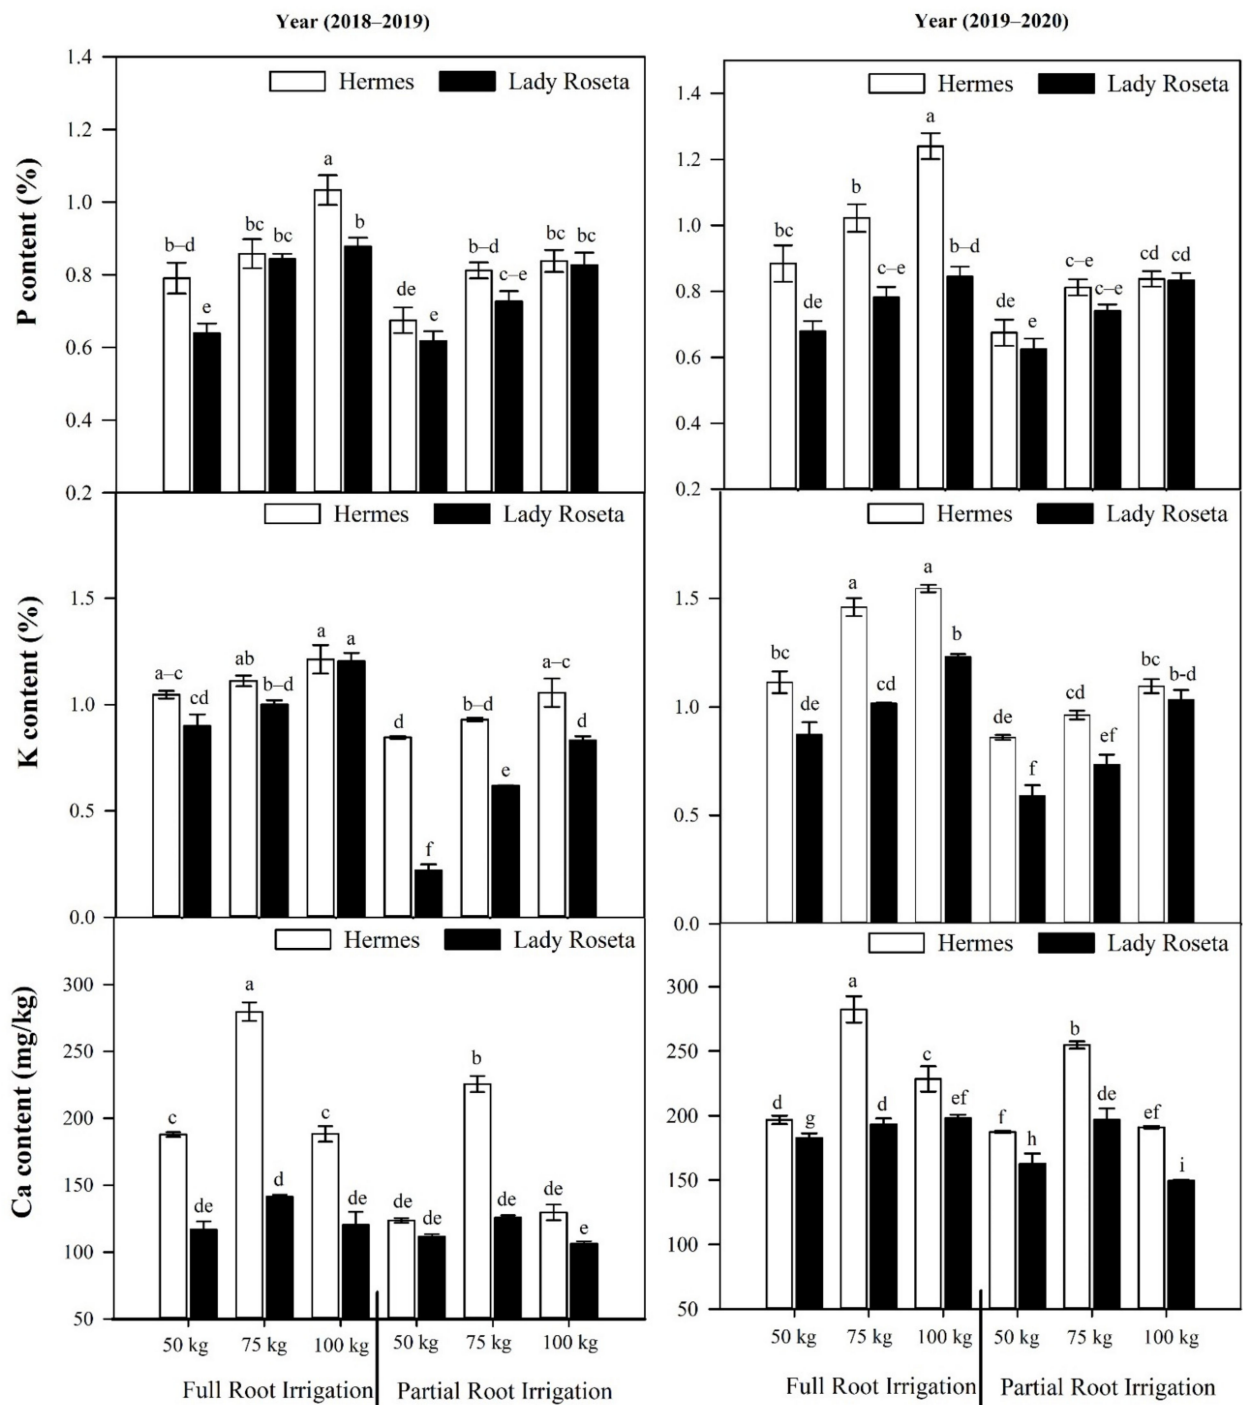 Year (2018–2019)
Year (2019–2020)
P content (%)
1.4
1.2
1.0
0.8
0.6
0.4
0.2
Hermes Lady Roseta
b–d e bc bc a b de e b–d c–e bc bc
1.4
1.2
1.0
0.8
0.6
0.4
0.2
Hermes Lady Roseta
bc de b c–e a b–d de e c–e c–e cd cd
K content (%)
1.5
1.0
0.5
0.0
Hermes Lady Roseta
a–c cd ab b–d a a d f b–d e a–c d
1.5
1.0
0.5
0.0
Hermes Lady Roseta
bc de a cd a b de f cd ef bc b-d
Ca content (mg/kg)
300
250
200
150
100
50
Hermes Lady Roseta
c de a d c de de de b de de e
300
250
200
150
100
50
Hermes Lady Roseta
d g a d c ef f h b de ef i
50 kg 75 kg 100 kg 50 kg 75 kg 100 kg
Full Root Irrigation Partial Root Irrigation
50 kg 75 kg 100 kg 50 kg 75 kg 100 kg
Full Root Irrigation Partial Root Irrigation